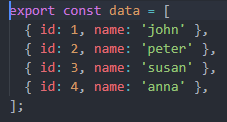 export const data = [
  { id: 1, name: 'john' },
  { id: 2, name: 'peter' },
  { id: 3, name: 'susan' },
  { id: 4, name: 'anna' },
];